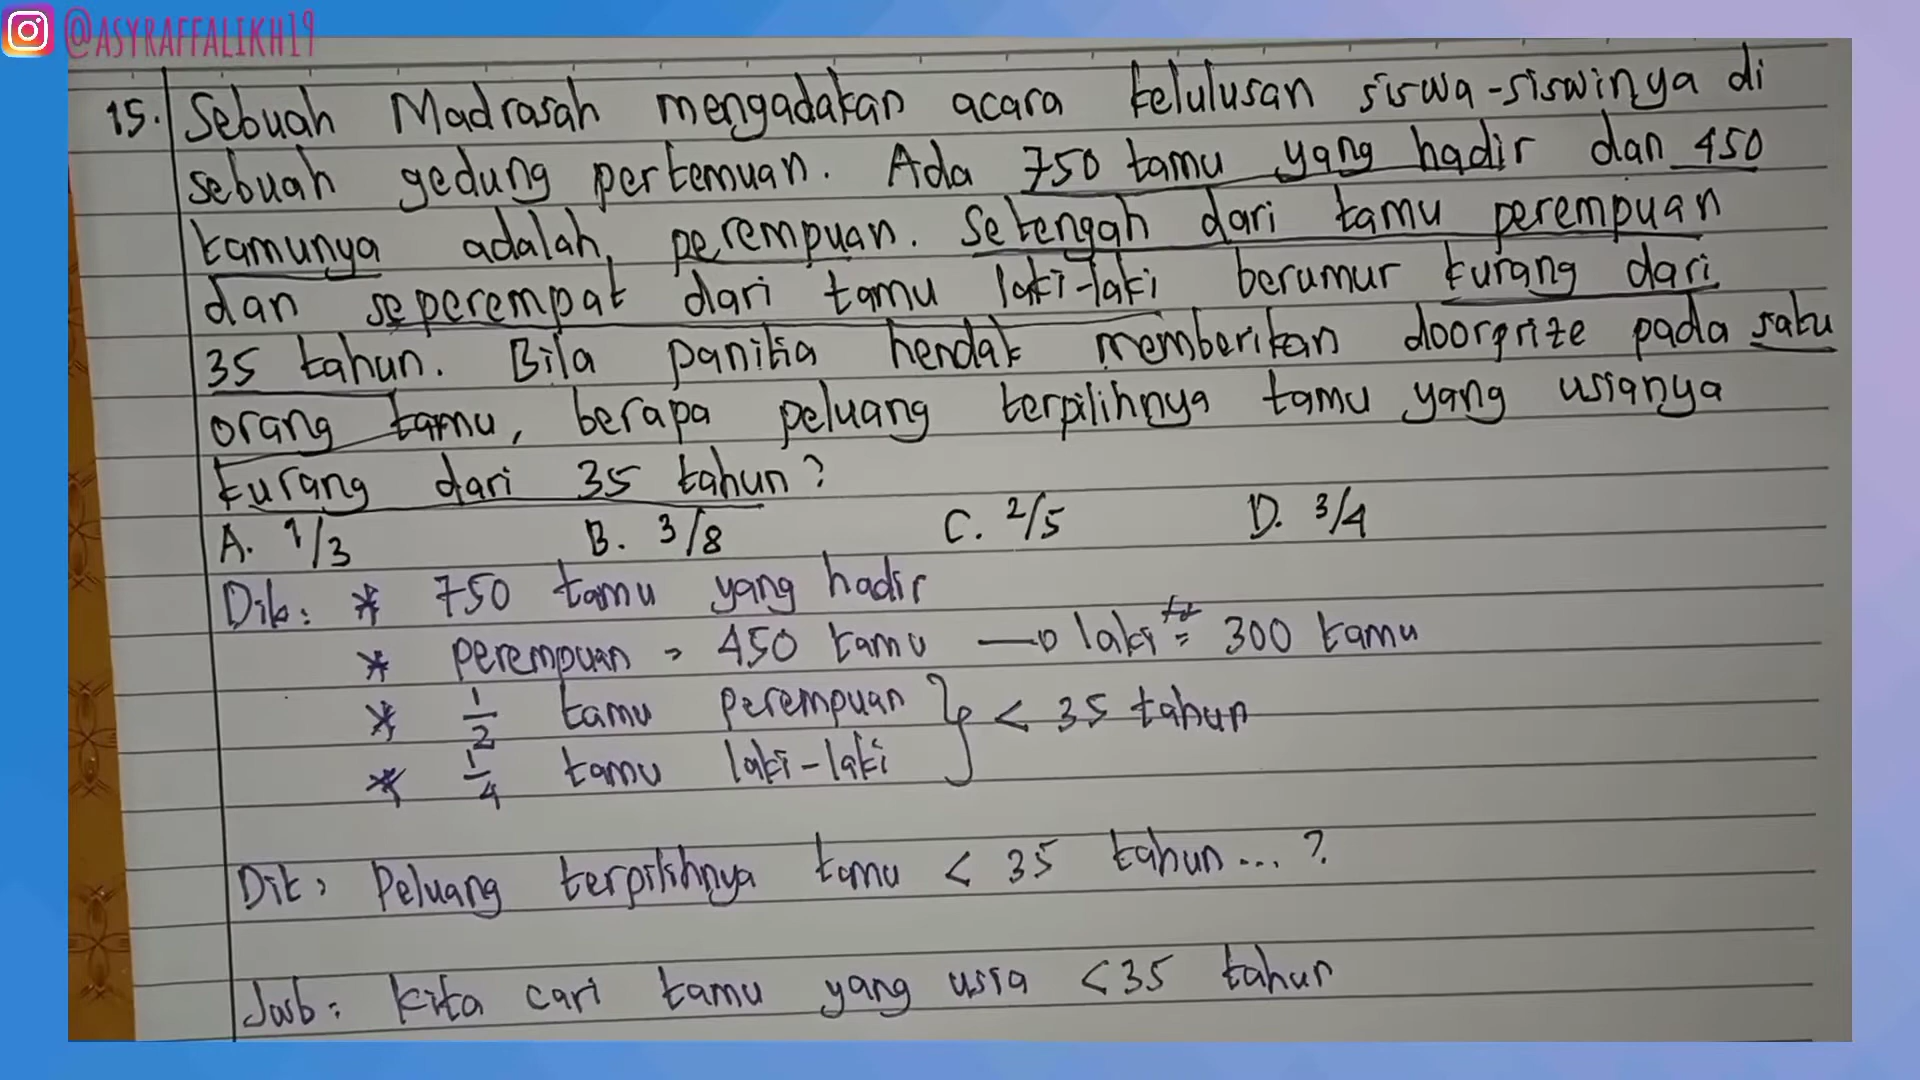 @ASYRAFFALIKH19
15. Sebuah Madrasah mengadakan acara kelulusan siswa-siswinya di
sebuah gedung pertemuan. Ada 750 tamu yang hadir dan 450
tamunya adalah perempuan. Setengah dari tamu perempuan
dan seperempat dari tamu laki-laki berumur kurang dari
35 tahun. Bila panitia hendak memberikan doorprize pada satu
orang tamu, berapa peluang terpilihnya tamu yang usianya
kurang dari 35 tahun?
A. 1/3 B. 3/8 C. 2/5 D. 3/4
Dik: * 750 tamu yang hadir
* perempuan = 450 tamu → laki² = 300 tamu
* 1/2 tamu perempuan } < 35 tahun
* 1/4 tamu laki-laki
Dit: Peluang terpilihnya tamu < 35 tahun...?
Jwb: Kita cari tamu yang usia <35 tahun